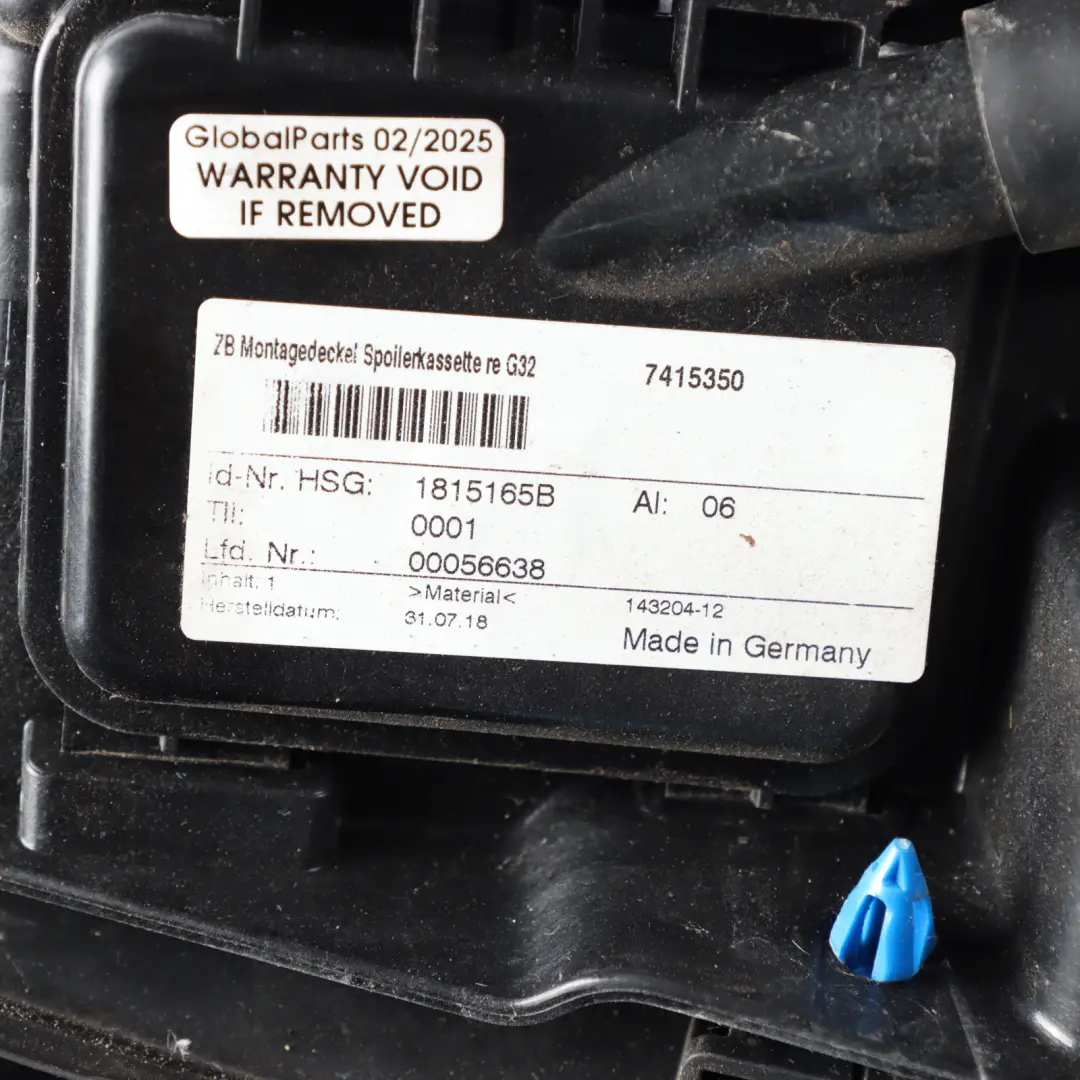 GlobalParts 02/2025
WARRANTY VOID
IF REMOVED
ZB Montagedeckel Spoilerkassette re G32 7415350
Id-Nr. HSG: 1815165B AI: 06
Tli: 0001
Lfd. Nr.: 00056638
Inhalt: 1 >Material< 143204-12
Herstelldatum: 31.07.18 Made in Germany